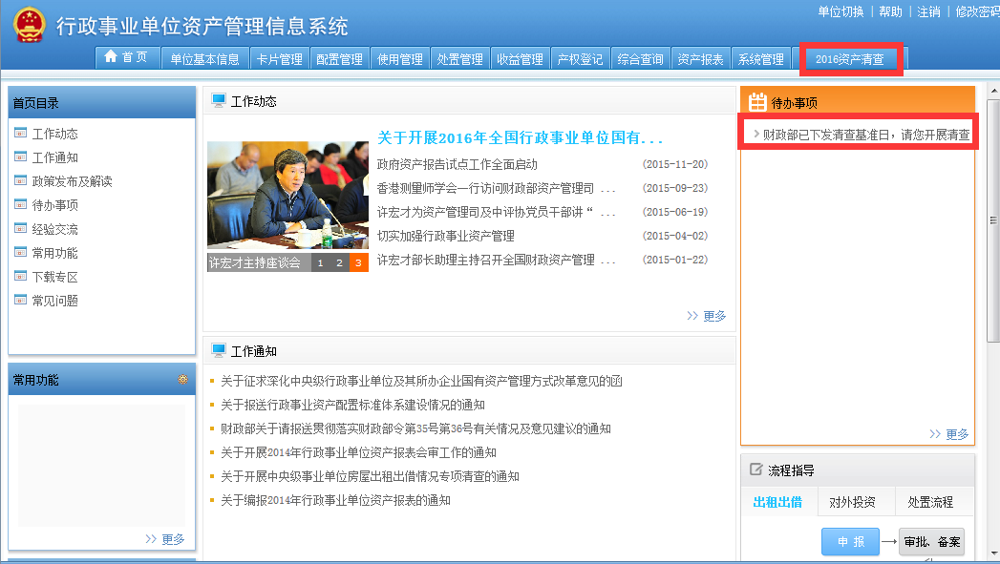 行政事业单位资产管理信息系统
单位切换 | 帮助 | 注销 | 修改密码
首 页 单位基本信息 卡片管理 配置管理 使用管理 处置管理 收益管理 产权登记 综合查询 资产报表 系统管理 2016资产清查
首页目录
工作动态
工作通知
政策发布及解读
待办事项
经验交流
常用功能
下载专区
常见问题
常用功能
>> 更多
工作动态
许宏才主持座谈会 1 2 3
关于开展2016年全国行政事业单位国有...
政府资产报告试点工作全面启动 (2015-11-20)
香港测量师学会一行访问财政部资产管理司 ... (2015-09-23)
许宏才为资产管理司及中评协党员干部讲“ ... (2015-06-19)
切实加强行政事业资产管理 (2015-04-02)
许宏才部长助理主持召开全国财政资产管理 ... (2015-01-22)
>> 更多
工作通知
关于征求深化中央级行政事业单位及其所办企业国有资产管理方式改革意见的函
关于报送行政事业资产配置标准体系建设情况的通知
财政部关于请报送贯彻落实财政部令第35号第36号有关情况及意见建议的通知
关于开展2014年行政事业单位资产报表会审工作的通知
关于开展中央级事业单位房屋出租出借情况专项清查的通知
关于编报2014年行政事业单位资产报表的通知
待办事项
> 财政部已下发清查基准日，请您开展清查
>> 更多
流程指导
出租出借 对外投资 处置流程
申 报 → 审批、备案